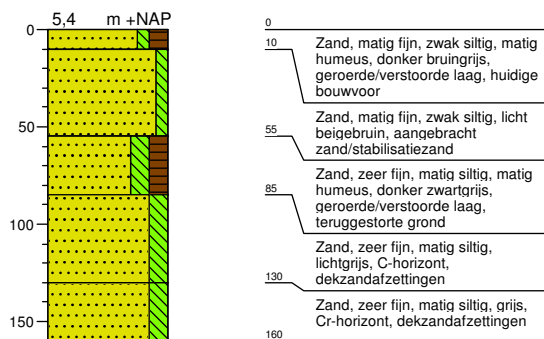 5,4 m +NAP
0
50
100
150
0
Zand, matig fijn, zwak siltig, matig
10
humeus, donker bruingrijs,
geroerde/verstoorde laag, huidige
bouwvoor
Zand, matig fijn, zwak siltig, licht
55
beigebruin, aangebracht
zand/stabilisatiezand
Zand, zeer fijn, matig siltig, matig
85
humeus, donker zwartgrijs,
geroerde/verstoorde laag,
teruggestorte grond
Zand, zeer fijn, matig siltig,
lichtgrijs, C-horizont,
130
dekzandafzettingen
Zand, zeer fijn, matig siltig, grijs,
Cr-horizont, dekzandafzettingen
160